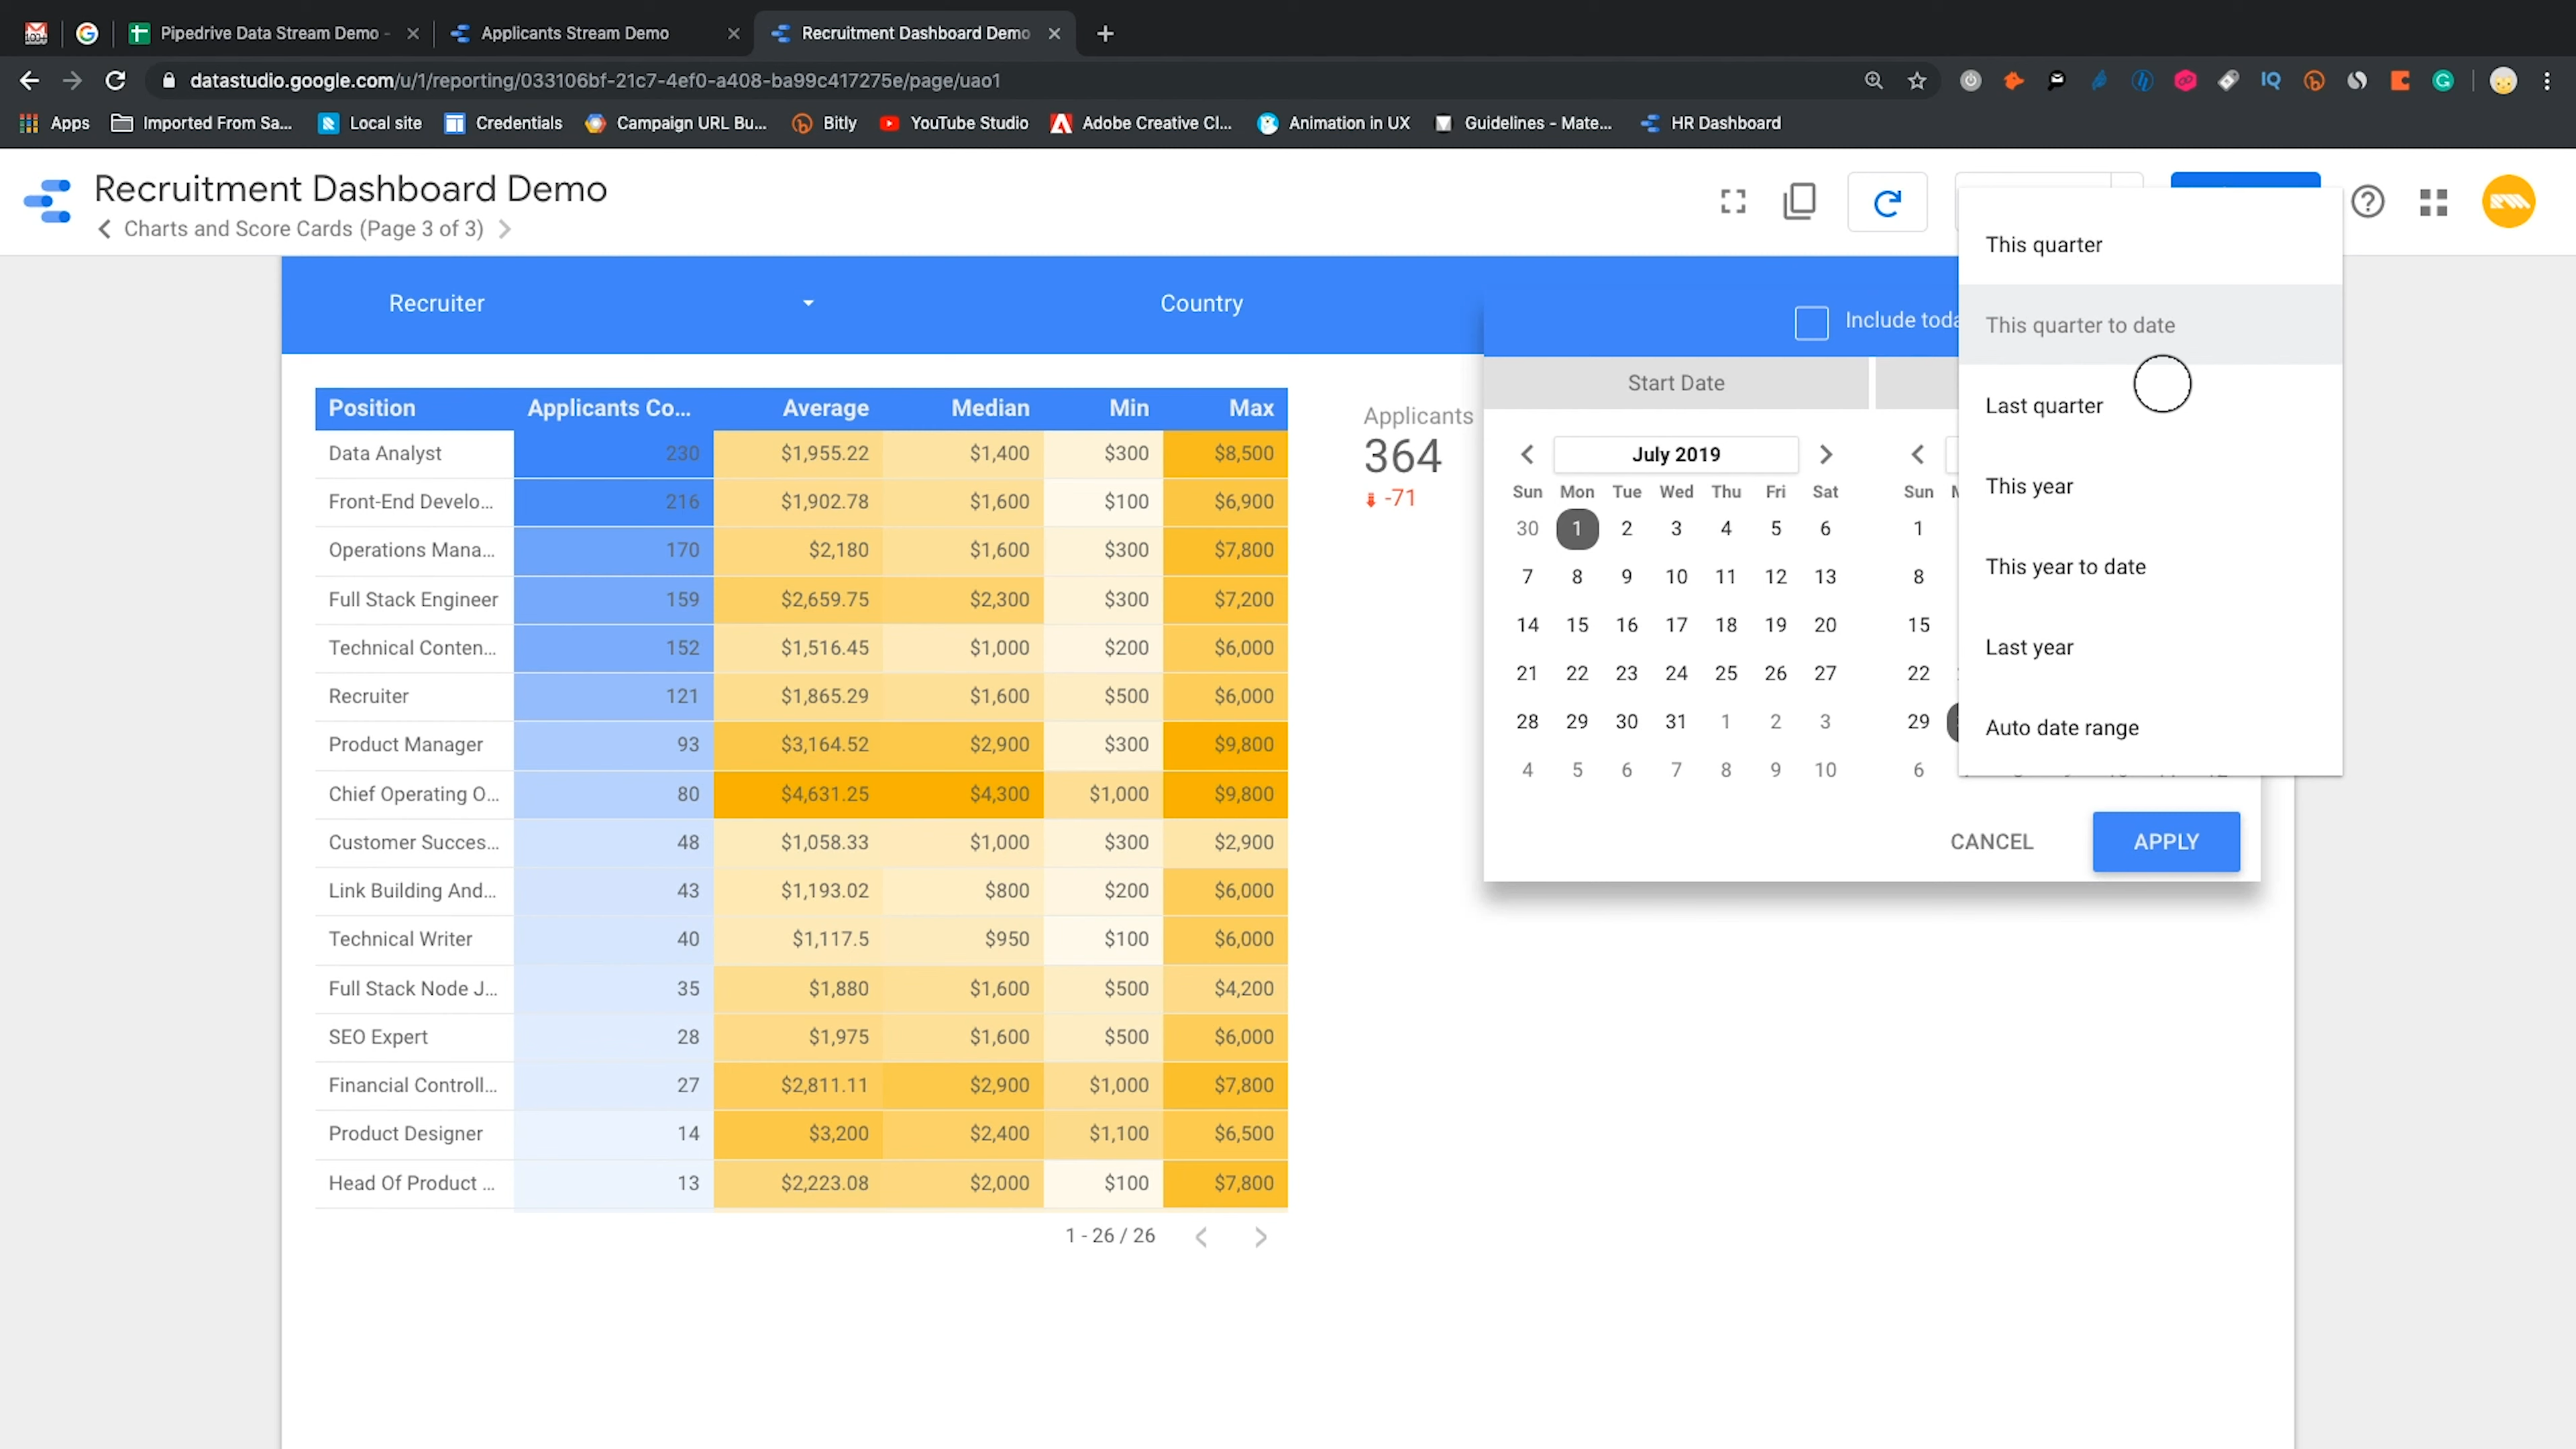 Pipedrive Data Stream Demo -
Applicants Stream Demo
Recruitment Dashboard Demo
datastudio.google.com/u/1/reporting/033106bf-21c7-4ef0-a408-ba99c417275e/page/uao1
Apps
Imported From Sa...
Local site
Credentials
Campaign URL Bu...
Bitly
YouTube Studio
Adobe Creative Cl...
Animation in UX
Guidelines - Mate...
HR Dashboard
Recruitment Dashboard Demo
Charts and Score Cards (Page 3 of 3)
Recruiter
Country
Position Applicants Co... Average Median Min Max
Data Analyst 230 $1,955.22 $1,400 $300 $8,500
Front-End Develo... 216 $1,902.78 $1,600 $100 $6,900
Operations Mana... 170 $2,180 $1,600 $300 $7,800
Full Stack Engineer 159 $2,659.75 $2,300 $300 $7,200
Technical Conten... 152 $1,516.45 $1,000 $200 $6,000
Recruiter 121 $1,865.29 $1,600 $500 $6,000
Product Manager 93 $3,164.52 $2,900 $300 $9,800
Chief Operating O... 80 $4,631.25 $4,300 $1,000 $9,800
Customer Succes... 48 $1,058.33 $1,000 $300 $2,900
Link Building And... 43 $1,193.02 $800 $200 $6,000
Technical Writer 40 $1,117.5 $950 $100 $6,000
Full Stack Node J... 35 $1,880 $1,600 $500 $4,200
SEO Expert 28 $1,975 $1,600 $500 $6,000
Financial Controll... 27 $2,811.11 $2,900 $1,000 $7,800
Product Designer 14 $3,200 $2,400 $1,100 $6,500
Head Of Product ... 13 $2,223.08 $2,000 $100 $7,800
1 - 26 / 26
Applicants
364
-71
Include toda
Start Date
July 2019
Sun Mon Tue Wed Thu Fri Sat
30 1 2 3 4 5 6
7 8 9 10 11 12 13
14 15 16 17 18 19 20
21 22 23 24 25 26 27
28 29 30 31 1 2 3
4 5 6 7 8 9 10
Sun
1
8
15
22
29
6
CANCEL
APPLY
This quarter
This quarter to date
Last quarter
This year
This year to date
Last year
Auto date range